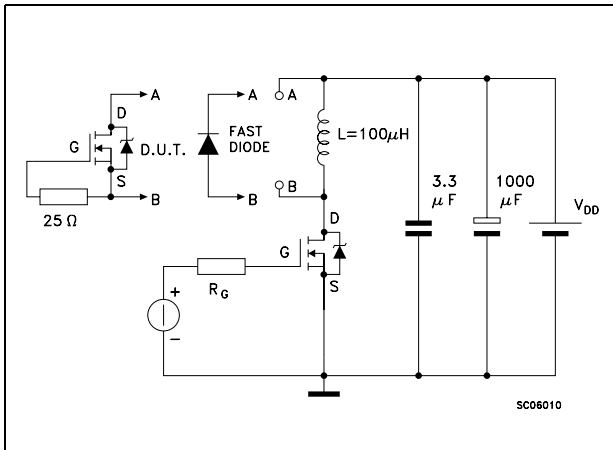 A
A
A
D
G
D.U.T.
FAST
DIODE
L=100μH
S
B
B
B
25 Ω
D
G
S
3.3
μF
1000
μF
VDD
RG
+
-
SC06010